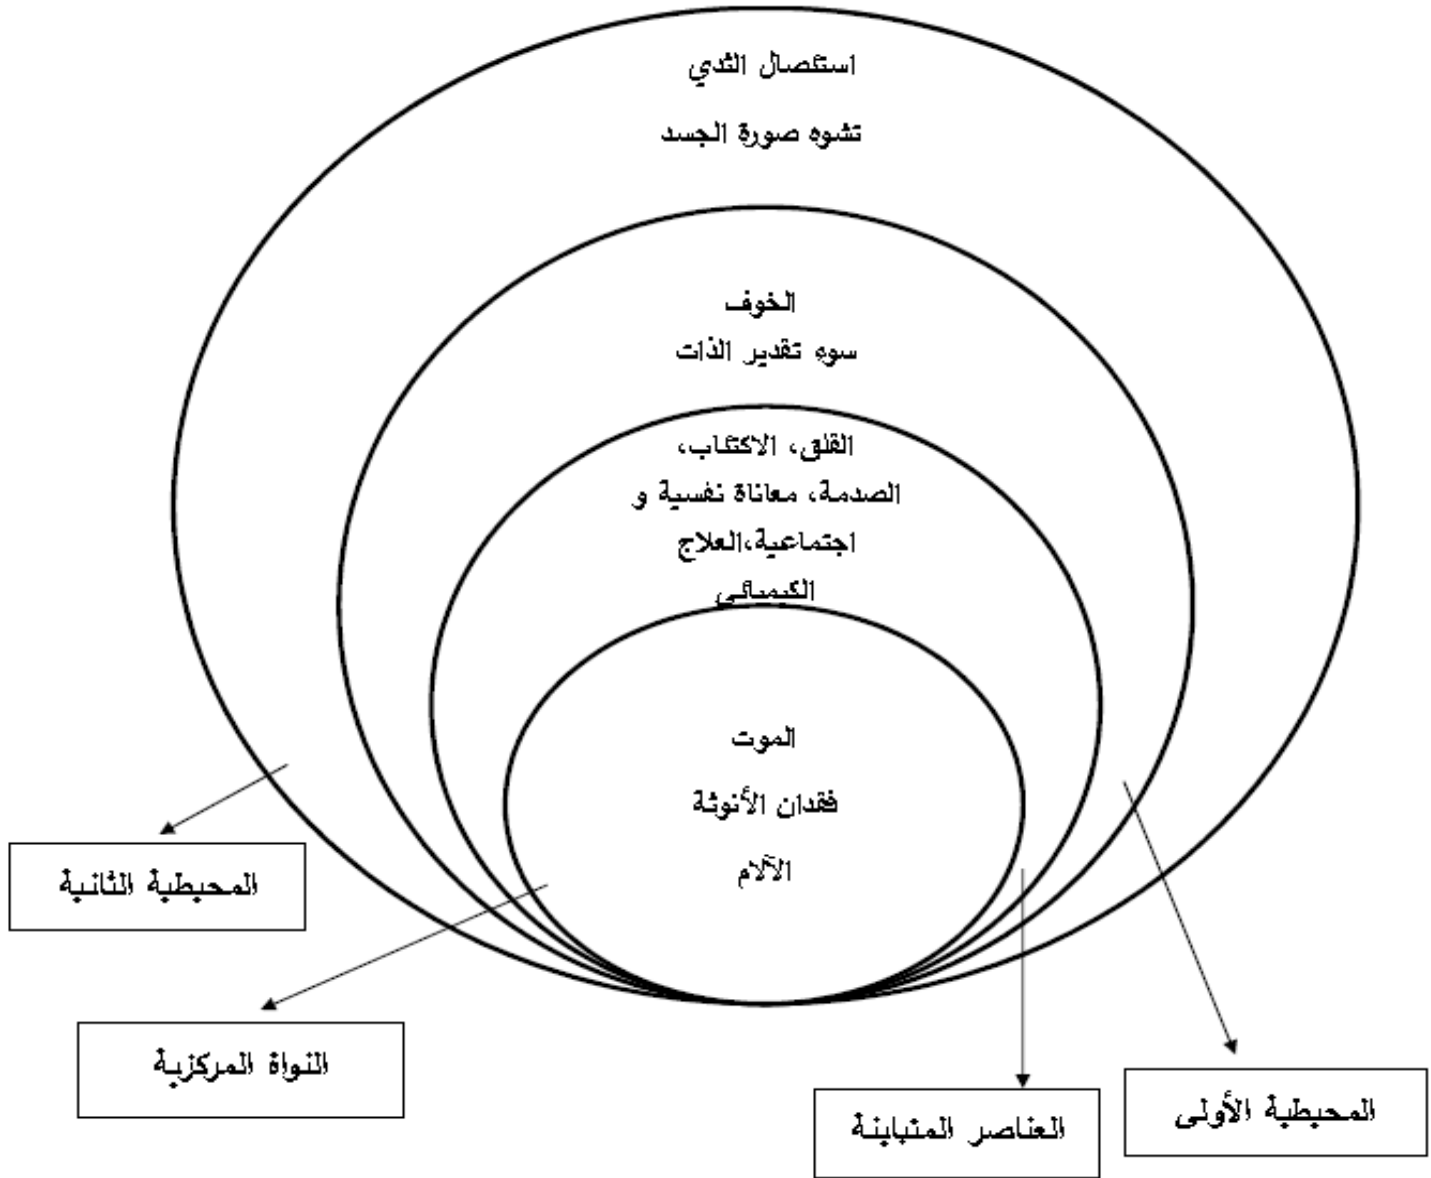 استئصال الثدي
تشوه صورة الجسد
الخوف
سوء تقدير الذات
القلق، الاكتئاب،
الصدمة، معاناة نفسية و
اجتماعية،العلاج
الكيميائي
الموت
فقدان الأنوثة
الآلام
المحيطية الثانية
النواة المركزية
العناصر المتباينة
المحيطية الأولى